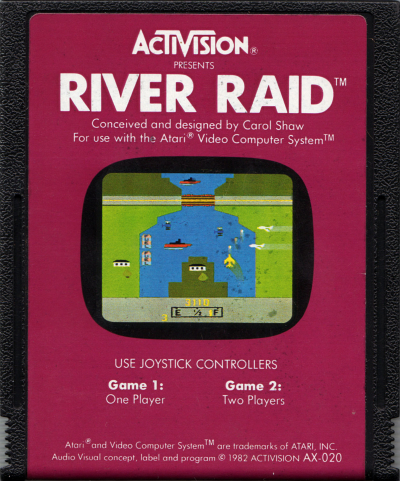 ACTIVISION®
PRESENTS
RIVER RAID™
Conceived and designed by Carol Shaw
For use with the Atari® Video Computer System™
3110
3
E ½ F
USE JOYSTICK CONTROLLERS
Game 1: Game 2:
One Player Two Players
Atari® and Video Computer System™ are trademarks of ATARI, INC.
Audio Visual concept, label and program © 1982 ACTIVISION AX-020